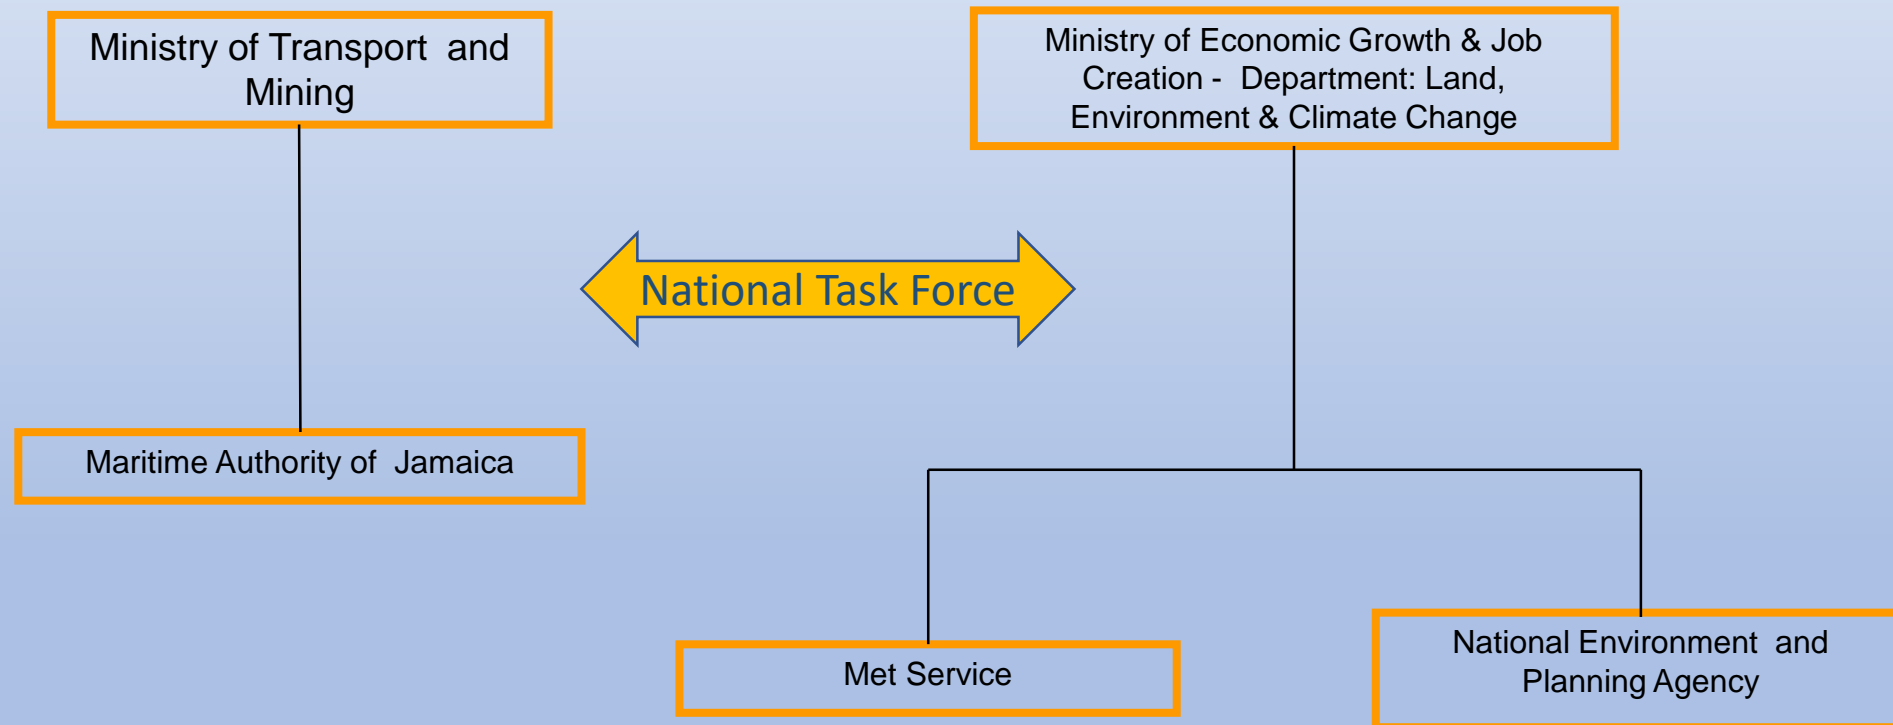 Ministry of Transport  and
Mining
Ministry of Economic Growth & Job
Creation -  Department: Land,
Environment & Climate Change
National Task Force
Maritime Authority of  Jamaica
Met Service
National Environment  and
Planning Agency